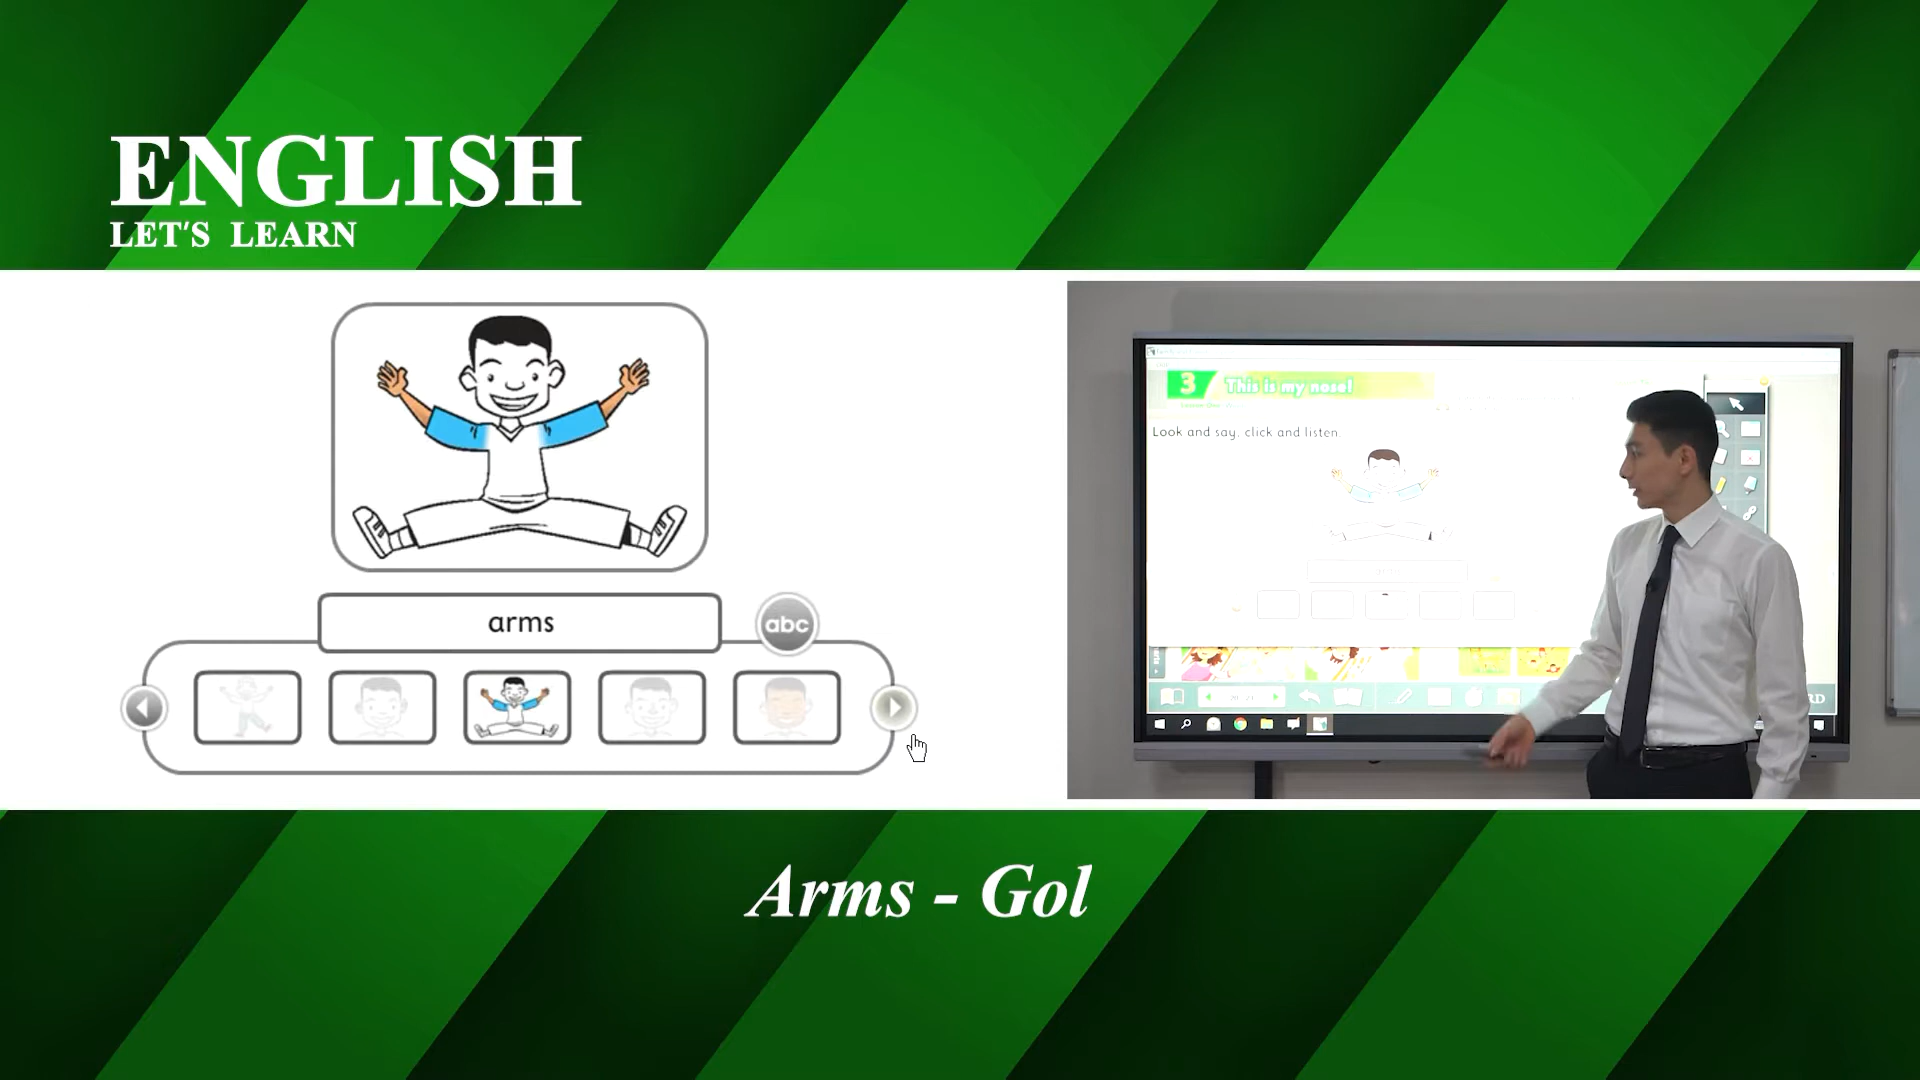 ENGLISH
LET'S LEARN
arms
abc
3 This is my nose!
Look and say, click and listen.
Arms - Gol